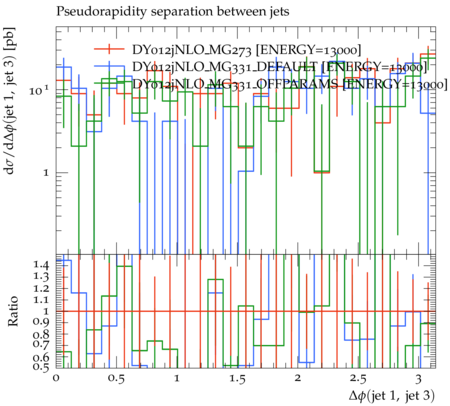 Pseudorapidity separation between jets
dσ/dΔϕ(jet 1, jet 3) [pb]
DY012jNLO_MG273 [ENERGY=13000]
DY012jNLO_MG331_DEFAULT [ENERGY=13000]
DY012jNLO_MG331_OFFPARAMS [ENERGY=13000]
10¹
1
Ratio
1.4
1.3
1.2
1.1
1
0.9
0.8
0.7
0.6
0.5
0 0.5 1 1.5 2 2.5 3
Δϕ(jet 1, jet 3)